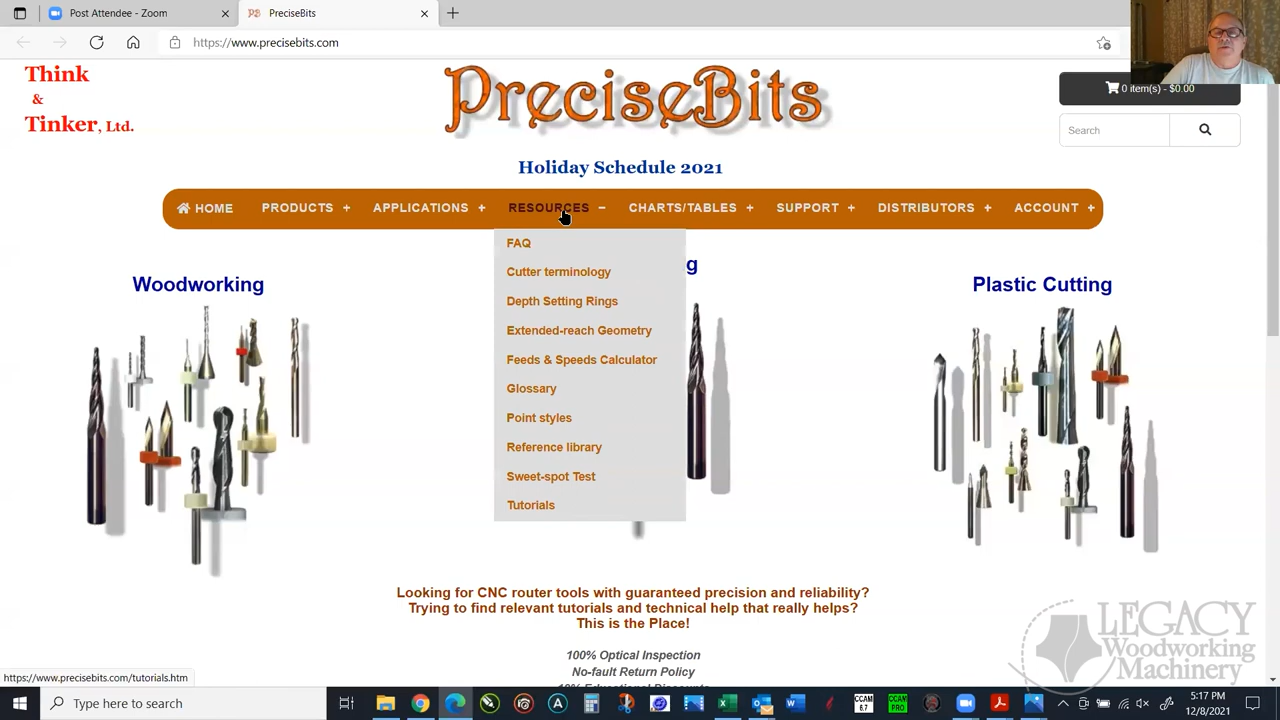 Post Attendee - Zoom
PreciseBits
https://www.precisebits.com
Think
&
Tinker, Ltd.
PreciseBits
0 item(s) - $0.00
Search
Holiday Schedule 2021
HOME PRODUCTS + APPLICATIONS + RESOURCES − CHARTS/TABLES + SUPPORT + DISTRIBUTORS + ACCOUNT +
FAQ
Cutter terminology
Depth Setting Rings
Extended-reach Geometry
Feeds & Speeds Calculator
Glossary
Point styles
Reference library
Sweet-spot Test
Tutorials
Woodworking
g
Plastic Cutting
Looking for CNC router tools with guaranteed precision and reliability?
Trying to find relevant tutorials and technical help that really helps?
This is the Place!
100% Optical Inspection
No-fault Return Policy
LEGACY
Woodworking
Machinery
https://www.precisebits.com/tutorials.htm
Type here to search
OCAM
6.7
OCAM
PRO
5:17 PM
12/8/2021